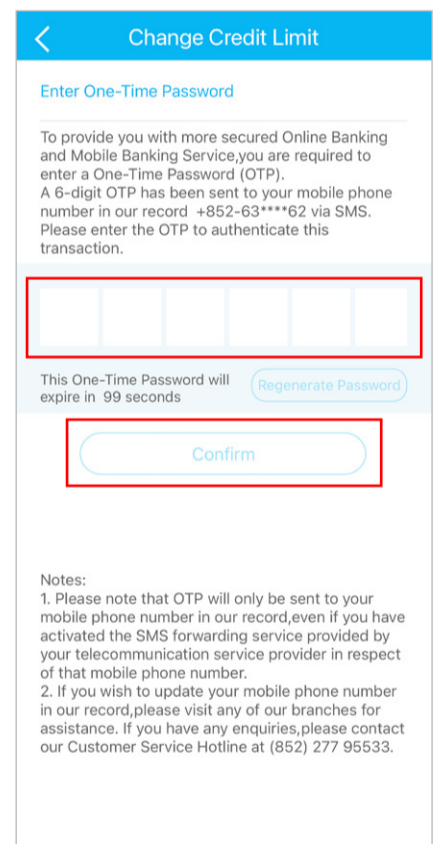 Change Credit Limit
Enter One-Time Password
To provide you with more secured Online Banking
and Mobile Banking Service,you are required to
enter a One-Time Password (OTP).
A 6-digit OTP has been sent to your mobile phone
number in our record  +852-63****62 via SMS.
Please enter the OTP to authenticate this
transaction.
This One-Time Password will
expire in  99 seconds
Regenerate Password
Confirm
Notes:
1. Please note that OTP will only be sent to your
mobile phone number in our record,even if you have
activated the SMS forwarding service provided by
your telecommunication service provider in respect
of that mobile phone number.
2. If you wish to update your mobile phone number
in our record,please visit any of our branches for
assistance. If you have any enquiries,please contact
our Customer Service Hotline at (852) 277 95533.